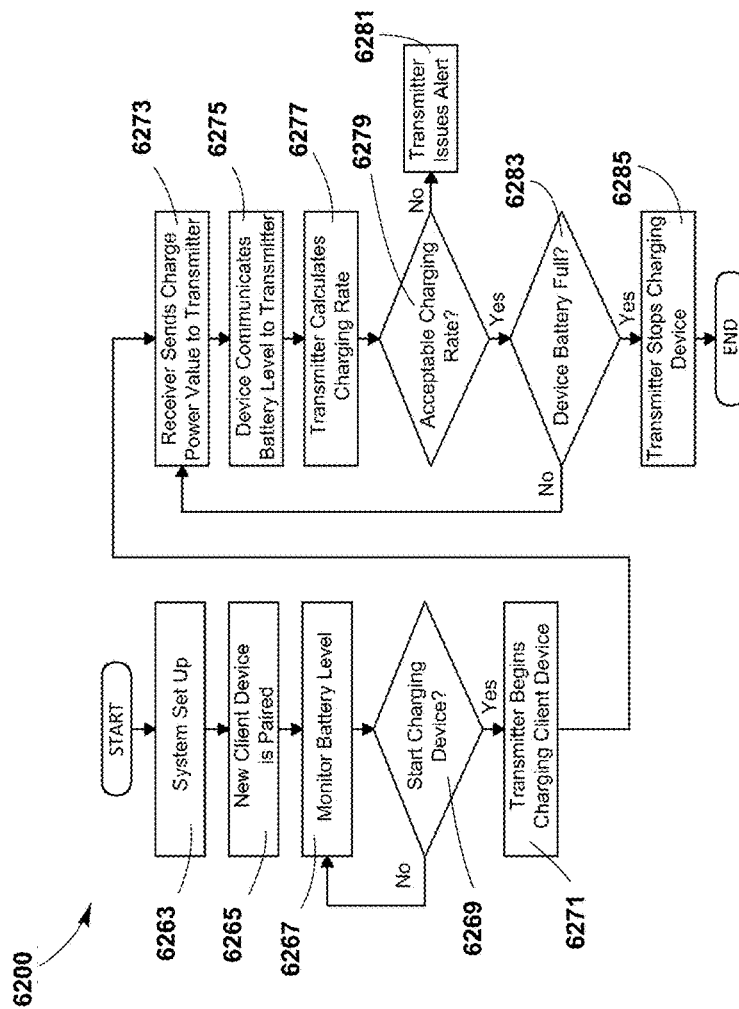 6200
START
System Set Up
6263
New Client Device
is Paired
6265
Monitor Battery Level
6267
Start Charging
Device?
6269
No
Yes
Transmitter Begins
Charging Client Device
6271
Receiver Sends Charge
Power Value to Transmitter
6273
Device Communicates
Battery Level to Transmitter
6275
Transmitter Calculates
Charging Rate
6277
Acceptable Charging
Rate?
6279
No
Transmitter
Issues Alert
6281
Yes
Device Battery Full?
6283
No
Yes
Transmitter Stops Charging
Device
6285
END